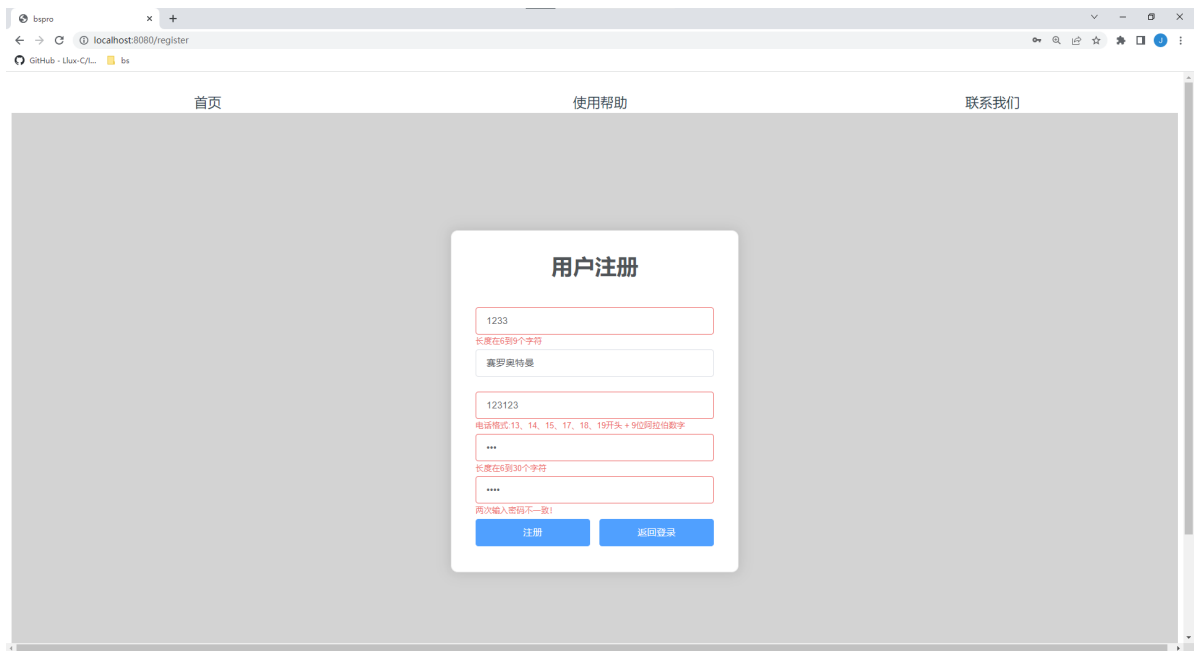 bspro
localhost:8080/register
GitHub - Llux-C/I...
bs
首页 使用帮助 联系我们
用户注册
1233
长度在6到9个字符
赛罗奥特曼
123123
电话格式:13、14、15、17、18、19开头 + 9位阿拉伯数字
•••
长度在6到30个字符
••••
两次输入密码不一致!
注册 返回登录
J